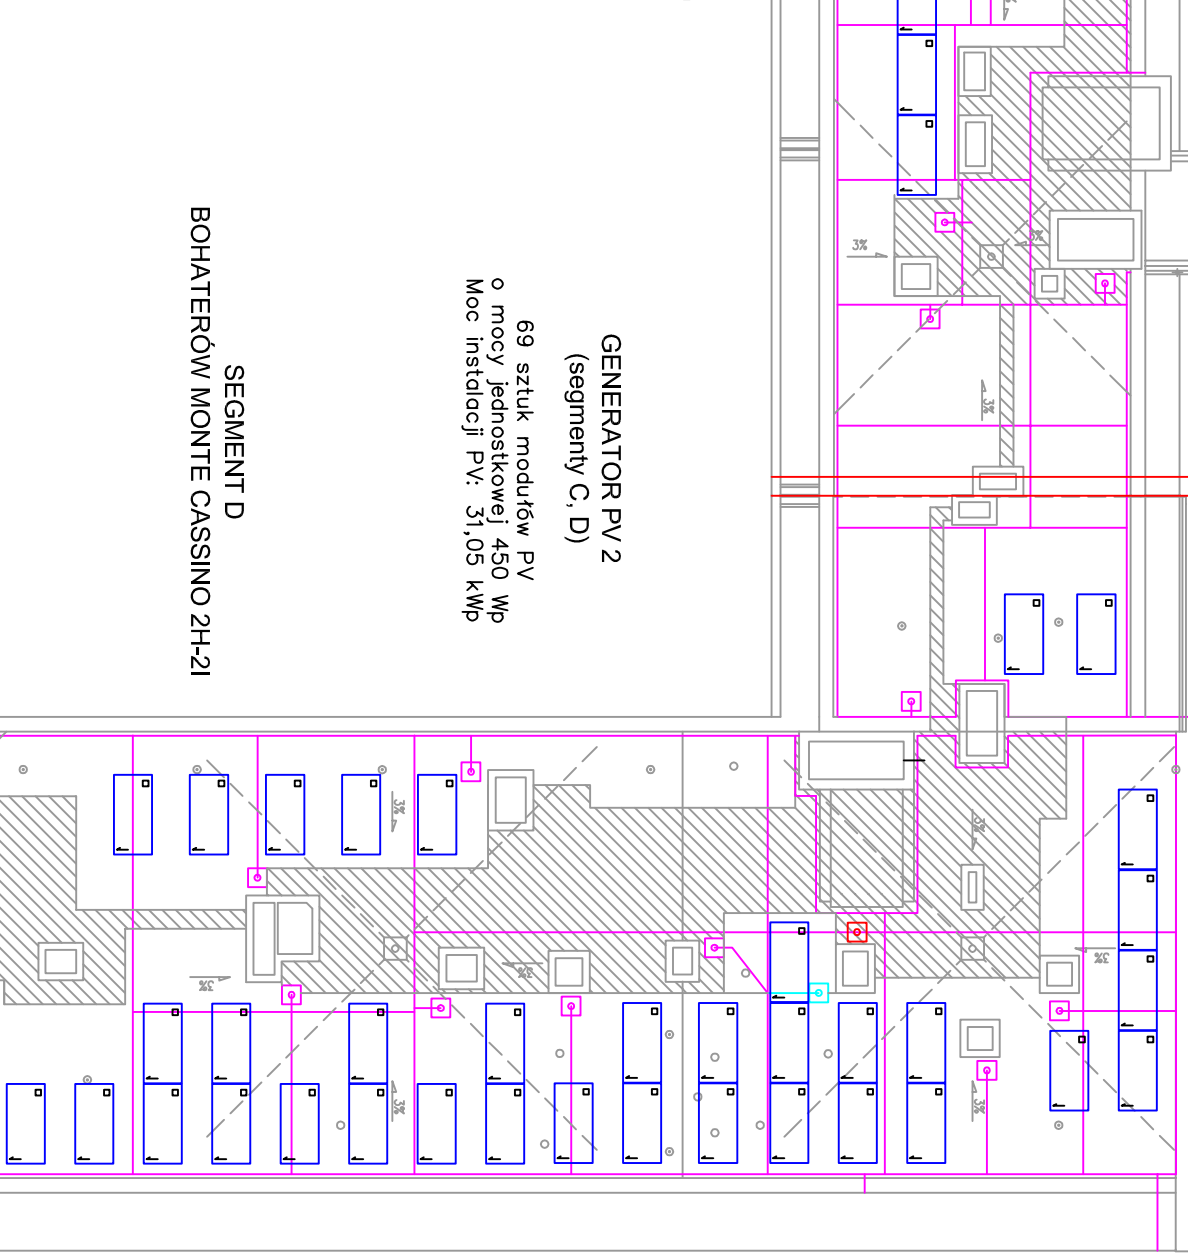 GENERATOR PV 2
(segmenty C, D)
69 sztuk modułów PV
o mocy jednostkowej 450 Wp
Moc instalacji PV: 31,05 kWp
SEGMENT D
BOHATERÓW MONTE CASSINO 2H-2I
3%
3%
3%
3%
3%
3%
3%
3%
3%
3%
3%